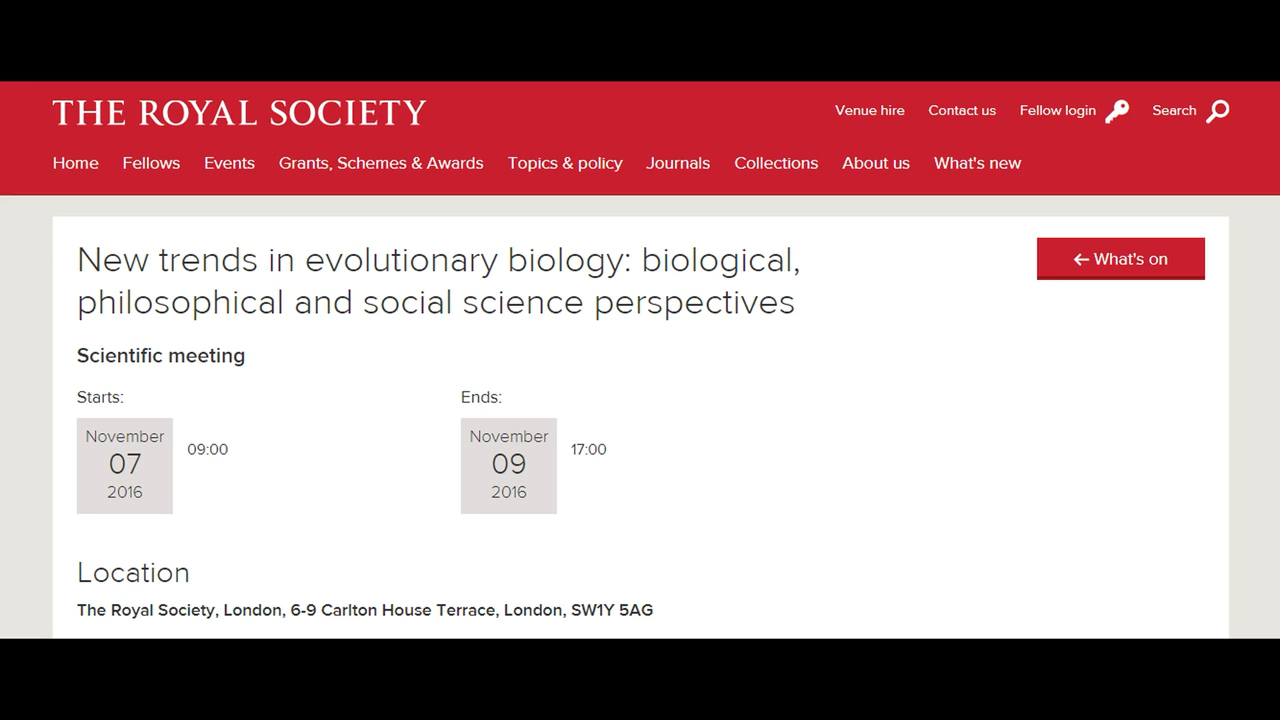 THE ROYAL SOCIETY
Venue hire Contact us Fellow login Search
Home Fellows Events Grants, Schemes & Awards Topics & policy Journals Collections About us What's new
New trends in evolutionary biology: biological,
philosophical and social science perspectives
← What's on
Scientific meeting
Starts: Ends:
November
07
2016
09:00
November
09
2016
17:00
Location
The Royal Society, London, 6-9 Carlton House Terrace, London, SW1Y 5AG